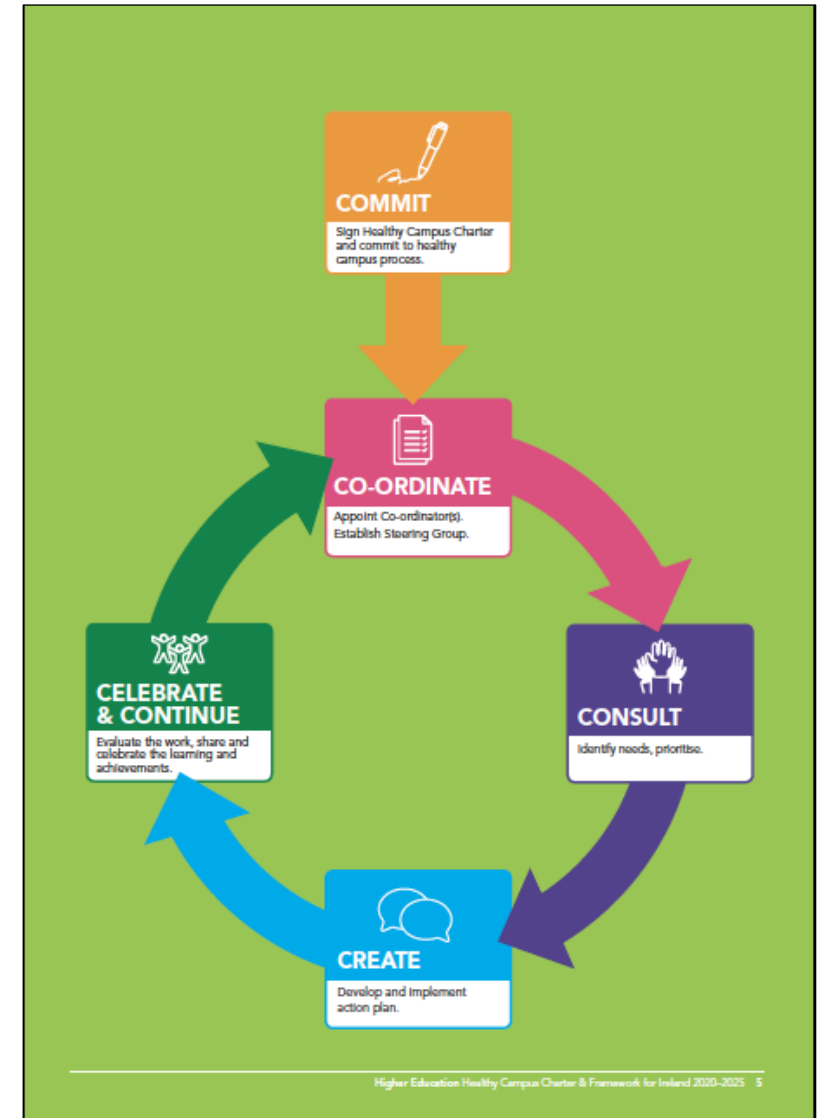 COMMIT
Sign Healthy Campus Charter
and commit to healthy
campus process.
CO-ORDINATE
Appoint Co-ordinator(s).
Establish Steering Group.
CONSULT
Identify needs, prioritise.
CREATE
Develop and implement
action plan.
CELEBRATE
& CONTINUE
Evaluate the work, share and
celebrate the learning and
achievements.
Higher Education Healthy Campus Charter & Framework for Ireland 2020–2025 5